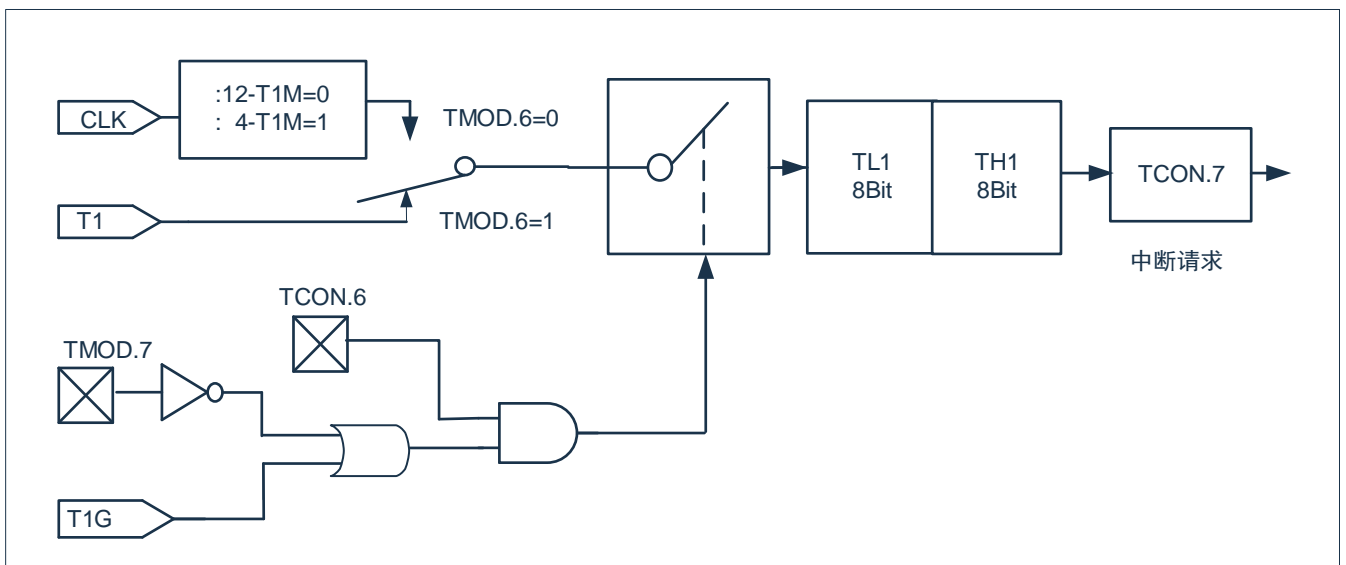 :12-T1M=0
: 4-T1M=1
CLK
TMOD.6=0
T1
TMOD.6=1
TL1
8Bit
TH1
8Bit
TCON.7
中断请求
TCON.6
TMOD.7
T1G